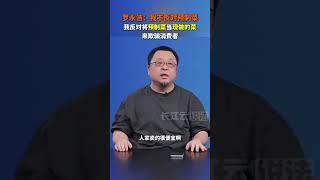 罗永浩：我不反对预制菜
我反对将预制菜当现做的菜
来欺骗消费者
长江云新闻
人家卖的很便宜啊